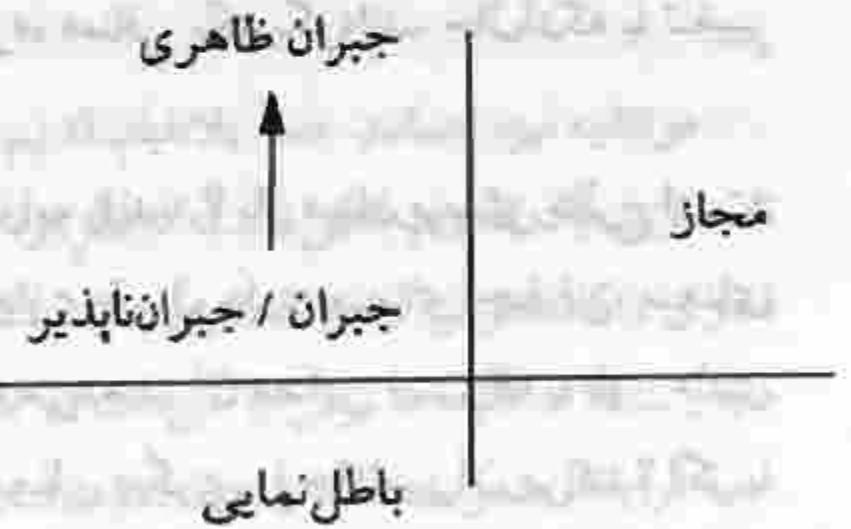 جبران ظاهری
مجاز
جبران / جبران‌ناپذیر
باطل‌نمایی